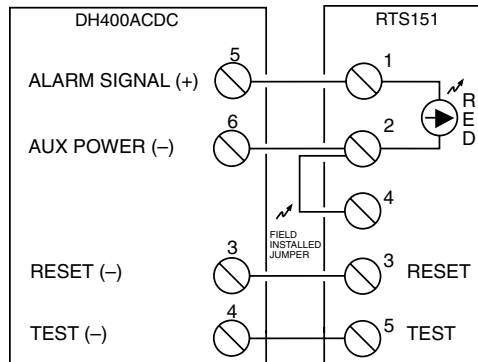 DH400ACDC
RTS151
5
1
ALARM SIGNAL (+)
RED
6
2
AUX POWER (–)
4
FIELD
INSTALLED
JUMPER
3
3
RESET (–)
RESET
4
5
TEST (–)
TEST